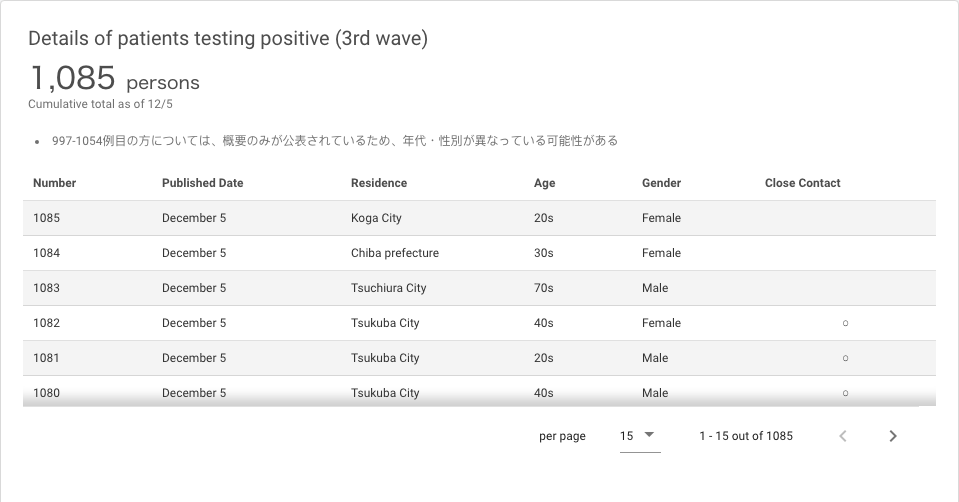 Details of patients testing positive (3rd wave)
1,085 persons
Cumulative total as of 12/5
• 997-1054例目の方については、概要のみが公表されているため、年代・性別が異なっている可能性がある
Number Published Date Residence Age Gender Close Contact
1085 December 5 Koga City 20s Female
1084 December 5 Chiba prefecture 30s Female
1083 December 5 Tsuchiura City 70s Male
1082 December 5 Tsukuba City 40s Female ○
1081 December 5 Tsukuba City 20s Male ○
1080 December 5 Tsukuba City 40s Male ○
per page 15 1 - 15 out of 1085